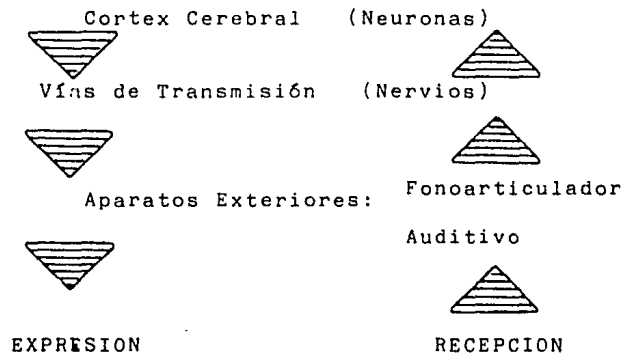 Cortex Cerebral (Neuronas)
Vías de Transmisión (Nervios)
Aparatos Exteriores: Fonoarticulador
Auditivo
EXPRESION RECEPCION